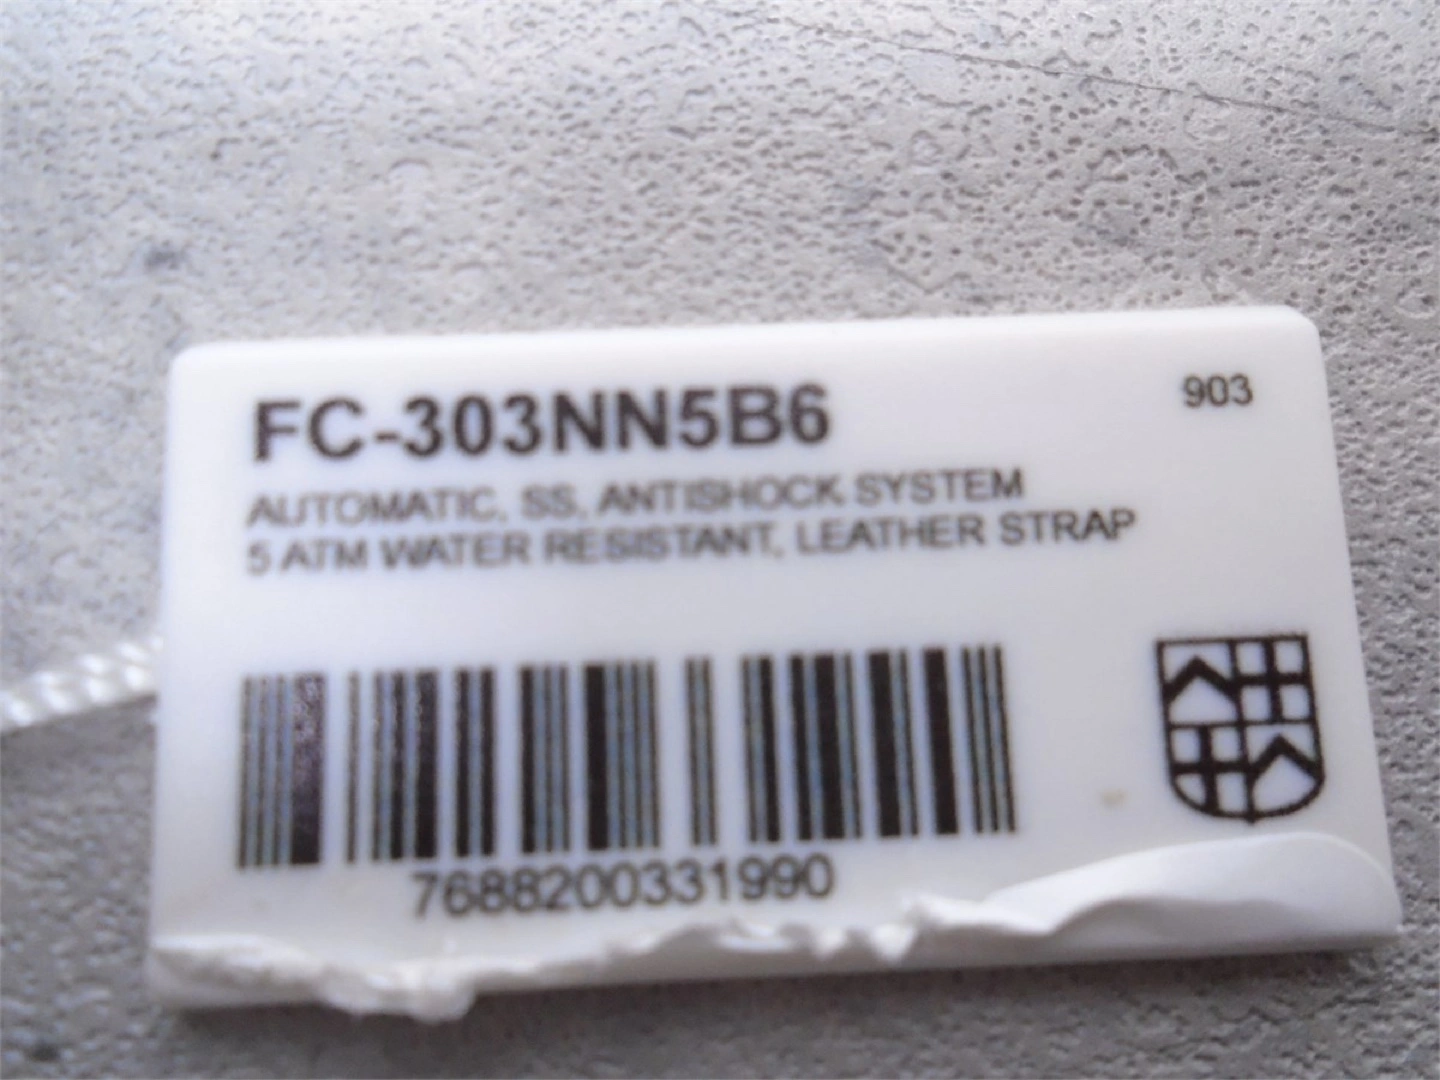 FC-303NN5B6
903
AUTOMATIC, SS, ANTISHOCK SYSTEM
5 ATM WATER RESISTANT, LEATHER STRAP
7688200331990